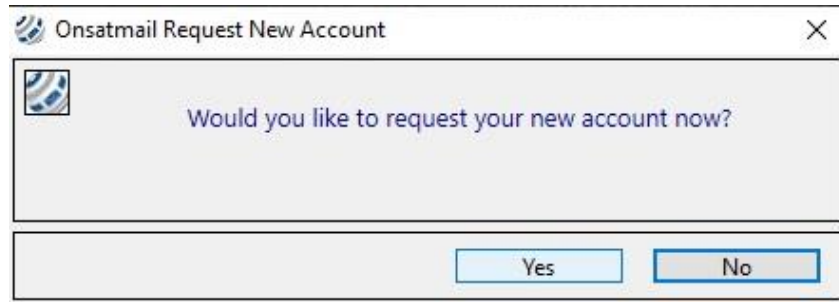 Onsatmail Request New Account
Would you like to request your new account now?
Yes No